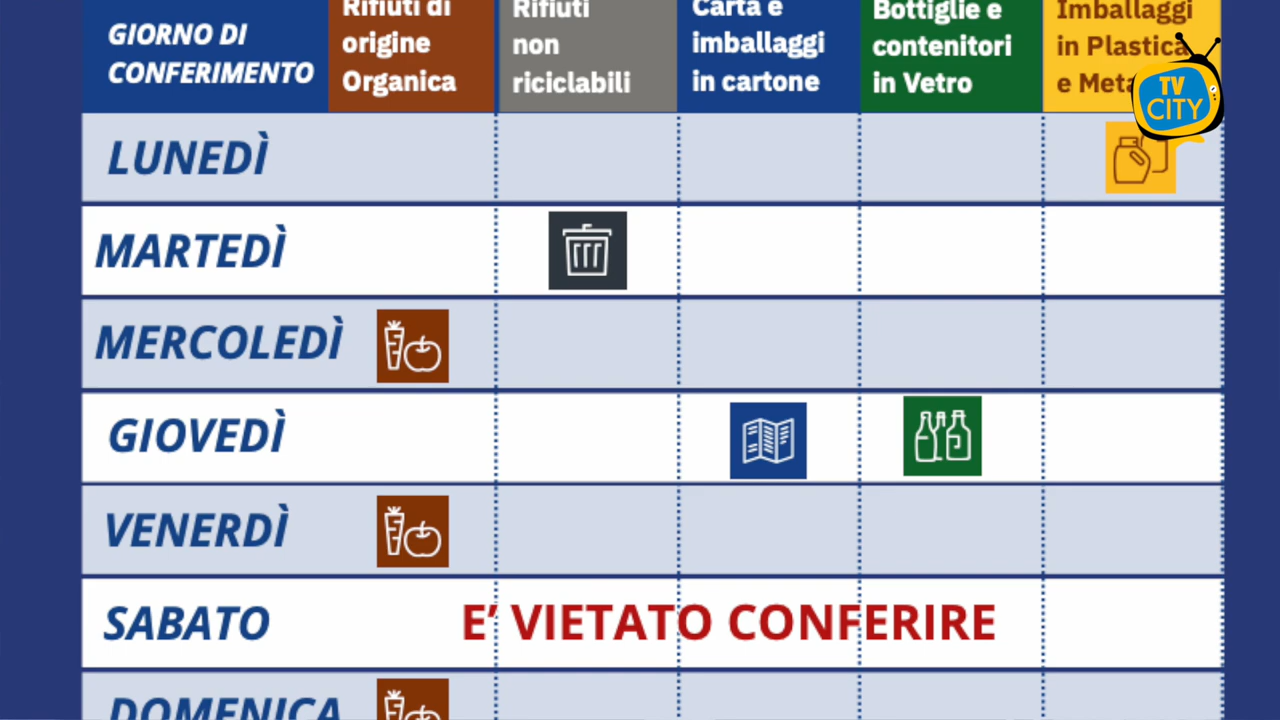 GIORNO DI
CONFERIMENTO
Rifiuti di
origine
Organica
Rifiuti
non
riciclabili
Carta e
imballaggi
in cartone
Bottiglie e
contenitori
in Vetro
Imballaggi
in Plastica
e Meta
TV
CITY
LUNEDÌ
MARTEDÌ
MERCOLEDÌ
GIOVEDÌ
VENERDÌ
SABATO
E' VIETATO CONFERIRE
DOMENICA